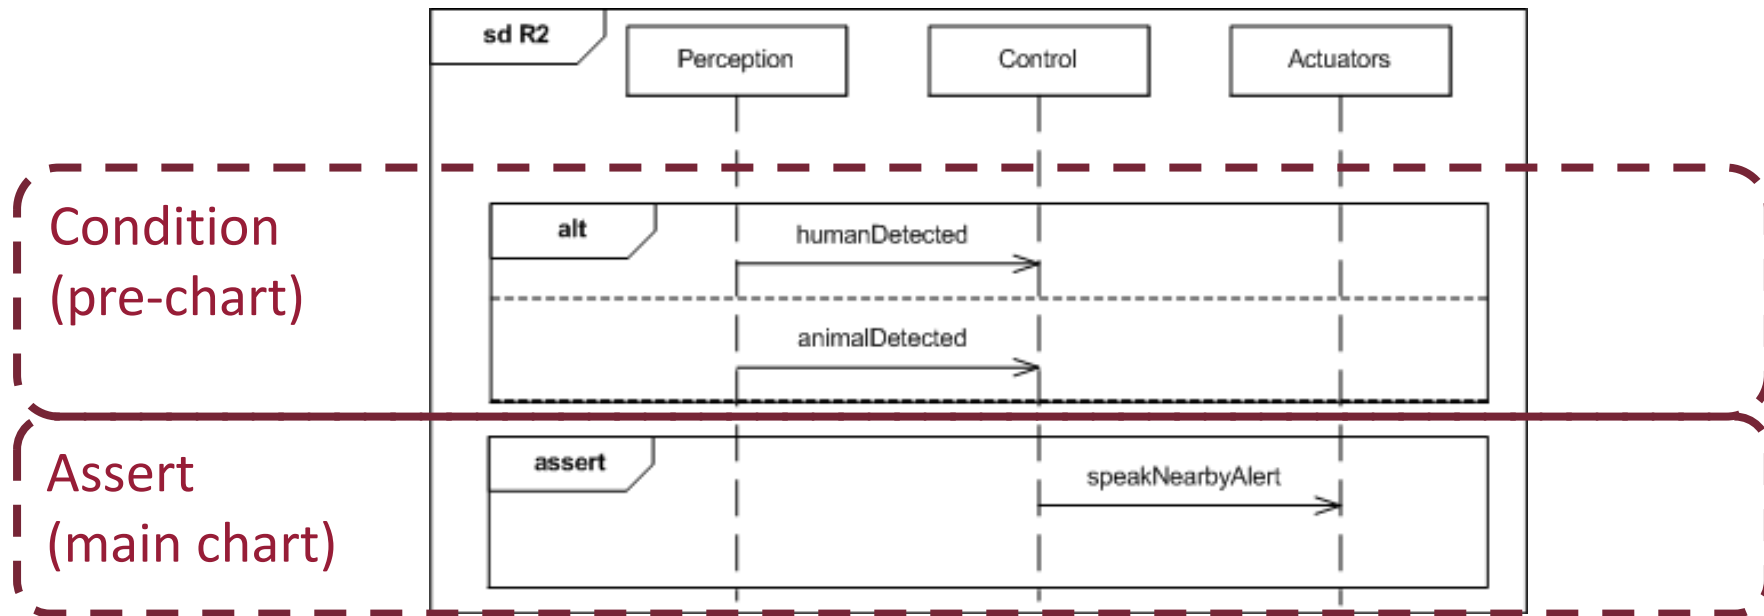 sd R2
Perception
Control
Actuators
Condition
(pre-chart)
alt
humanDetected
animalDetected
Assert
(main chart)
assert
speakNearbyAlert